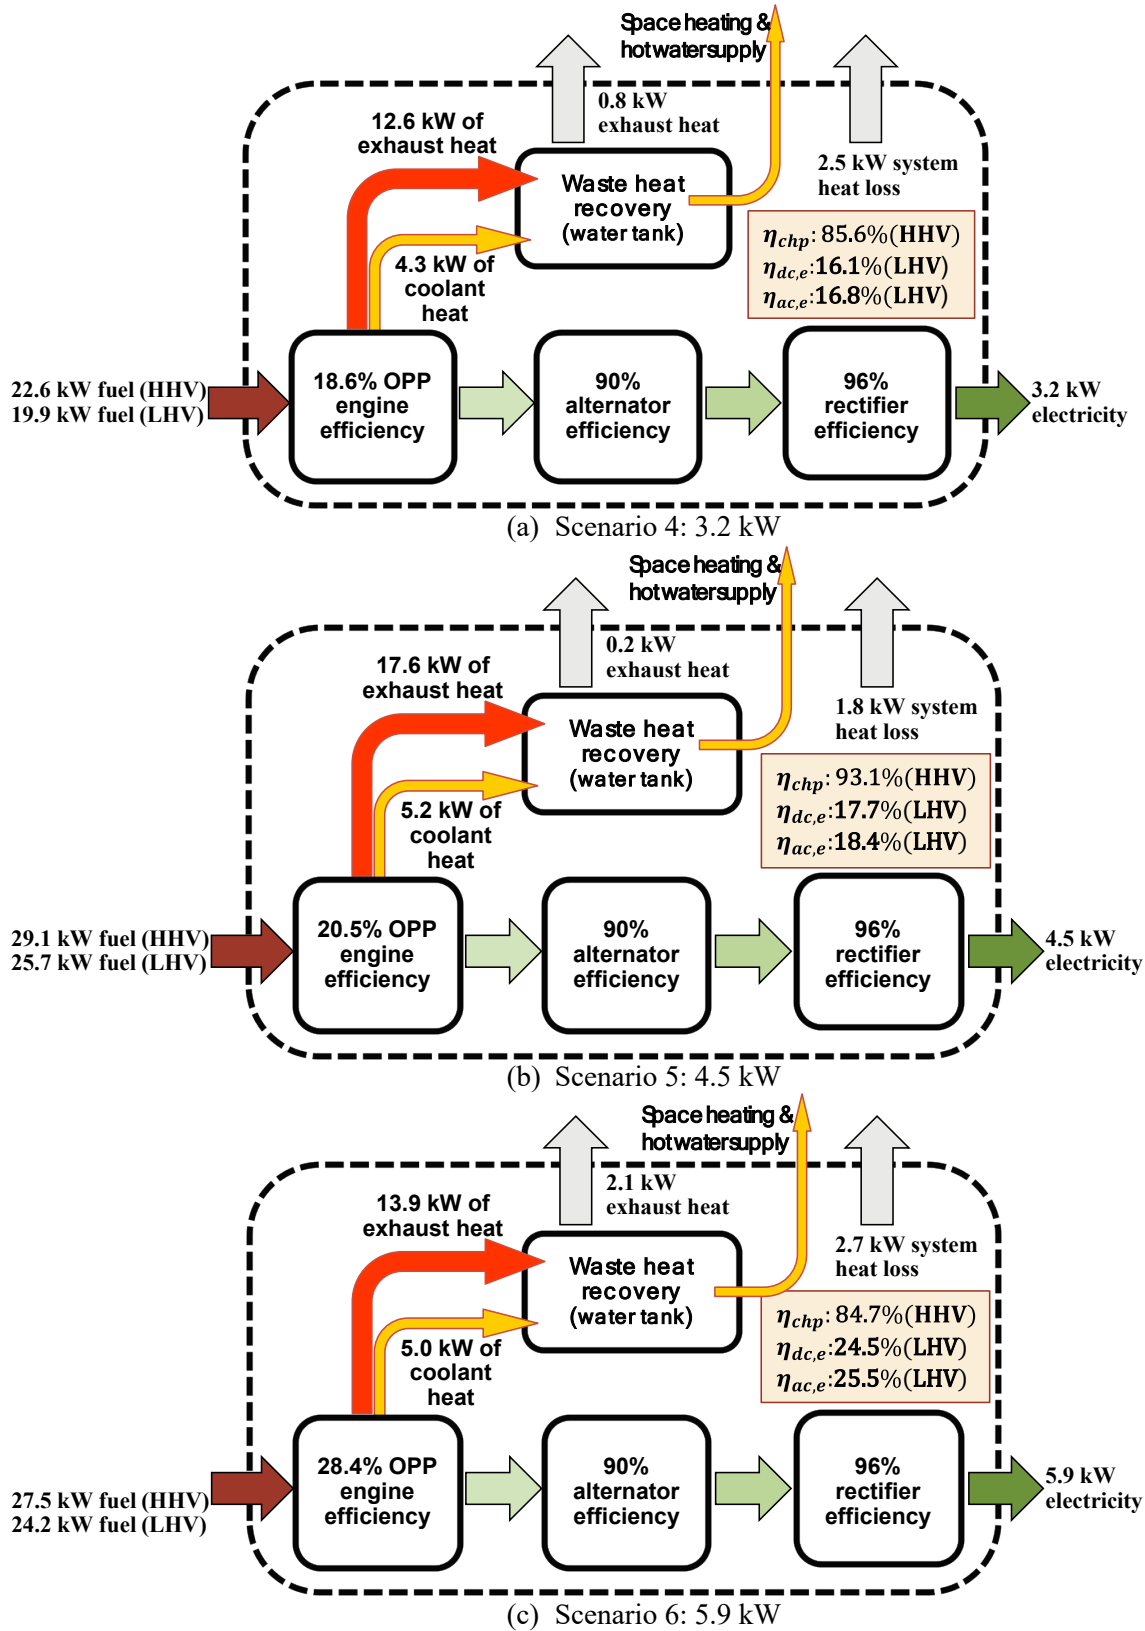 Space heating &
hot water supply
0.8 kW
exhaust heat
12.6 kW of
exhaust heat
2.5 kW system
heat loss
Waste heat
recovery
(water tank)
η_chp: 85.6%(HHV)
η_dc,e:16.1%(LHV)
η_ac,e:16.8%(LHV)
4.3 kW of
coolant
heat
22.6 kW fuel (HHV)
19.9 kW fuel (LHV)
18.6% OPP
engine
efficiency
90%
alternator
efficiency
96%
rectifier
efficiency
3.2 kW
electricity
(a) Scenario 4: 3.2 kW
Space heating &
hot water supply
0.2 kW
exhaust heat
17.6 kW of
exhaust heat
1.8 kW system
heat loss
Waste heat
recovery
(water tank)
η_chp: 93.1%(HHV)
η_dc,e:17.7%(LHV)
η_ac,e:18.4%(LHV)
5.2 kW of
coolant
heat
29.1 kW fuel (HHV)
25.7 kW fuel (LHV)
20.5% OPP
engine
efficiency
90%
alternator
efficiency
96%
rectifier
efficiency
4.5 kW
electricity
(b) Scenario 5: 4.5 kW
Space heating &
hot water supply
2.1 kW
exhaust heat
13.9 kW of
exhaust heat
2.7 kW system
heat loss
Waste heat
recovery
(water tank)
η_chp: 84.7%(HHV)
η_dc,e:24.5%(LHV)
η_ac,e:25.5%(LHV)
5.0 kW of
coolant
heat
27.5 kW fuel (HHV)
24.2 kW fuel (LHV)
28.4% OPP
engine
efficiency
90%
alternator
efficiency
96%
rectifier
efficiency
5.9 kW
electricity
(c) Scenario 6: 5.9 kW